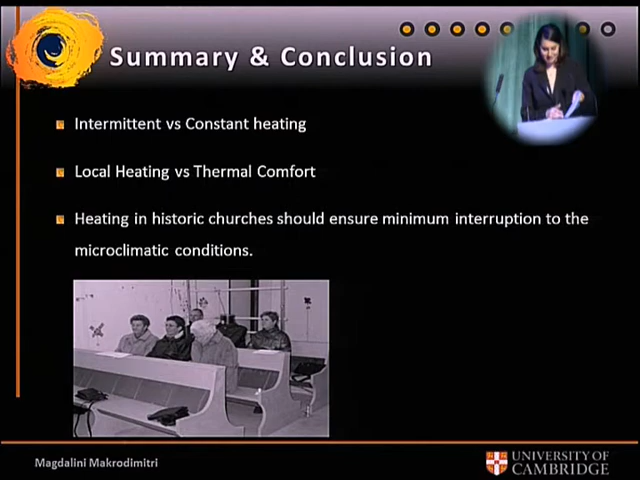 Summary & Conclusion
Intermittent vs Constant heating
Local Heating vs Thermal Comfort
Heating in historic churches should ensure minimum interruption to the
microclimatic conditions.
Magdalini Makrodimitri
UNIVERSITY OF
CAMBRIDGE